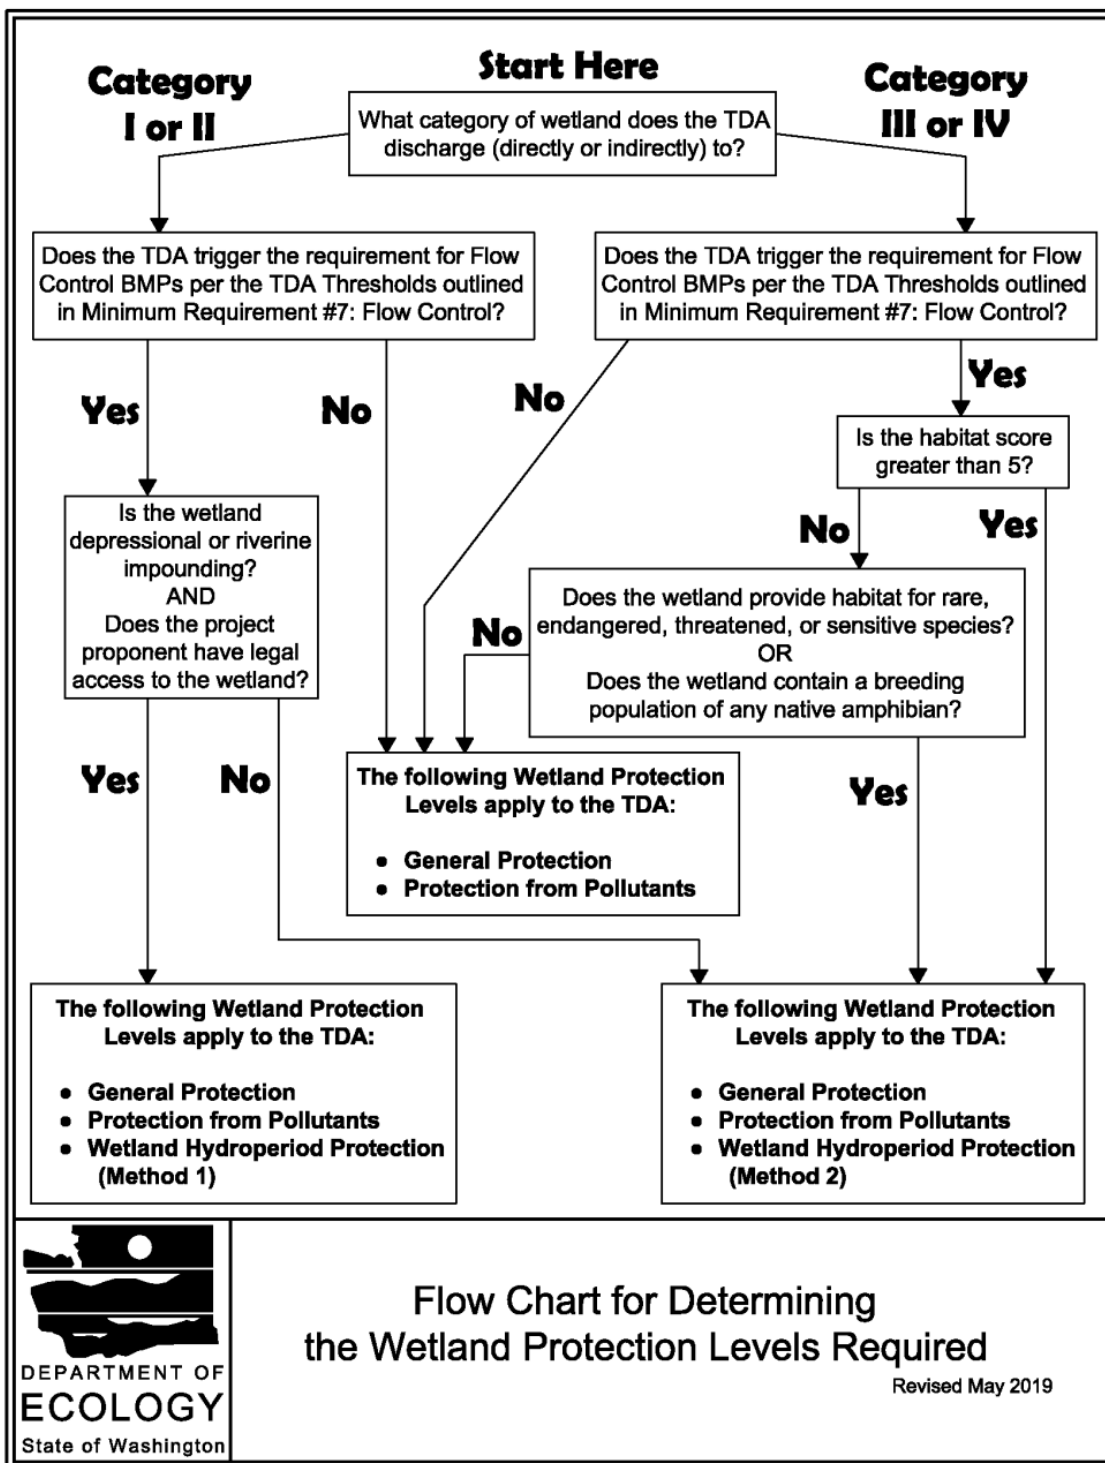 Start Here
Category
I or II
Category
III or IV
What category of wetland does the TDA
discharge (directly or indirectly) to?
Does the TDA trigger the requirement for Flow
Control BMPs per the TDA Thresholds outlined
in Minimum Requirement #7: Flow Control?
Does the TDA trigger the requirement for Flow
Control BMPs per the TDA Thresholds outlined
in Minimum Requirement #7: Flow Control?
Yes
No
No
Yes
Is the habitat score
greater than 5?
Is the wetland
depressional or riverine
impounding?
AND
Does the project
proponent have legal
access to the wetland?
No
Yes
Does the wetland provide habitat for rare,
endangered, threatened, or sensitive species?
OR
Does the wetland contain a breeding
population of any native amphibian?
No
Yes
No
Yes
The following Wetland Protection
Levels apply to the TDA:
• General Protection
• Protection from Pollutants
The following Wetland Protection
Levels apply to the TDA:
• General Protection
• Protection from Pollutants
• Wetland Hydroperiod Protection
(Method 1)
The following Wetland Protection
Levels apply to the TDA:
• General Protection
• Protection from Pollutants
• Wetland Hydroperiod Protection
(Method 2)
DEPARTMENT OF
ECOLOGY
State of Washington
Flow Chart for Determining
the Wetland Protection Levels Required
Revised May 2019